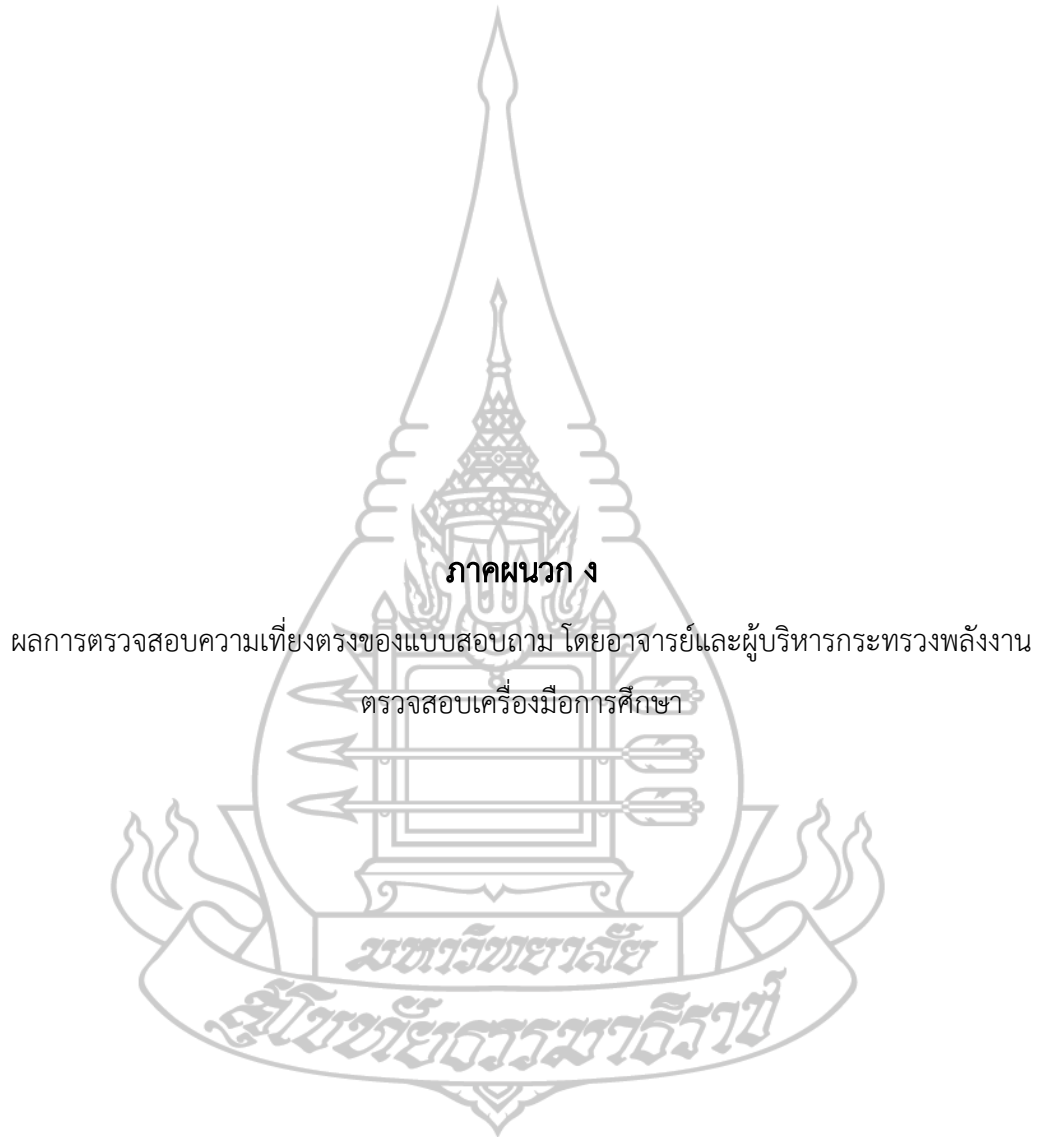 ภาคผนวก ง
ผลการตรวจสอบความเที่ยงตรงของแบบสอบถาม โดยอาจารย์และผู้บริหารกระทรวงพลังงาน
ตรวจสอบเครื่องมือการศึกษา
มหาวิทยาลัย
สุโขทัยธรรมาธิราช